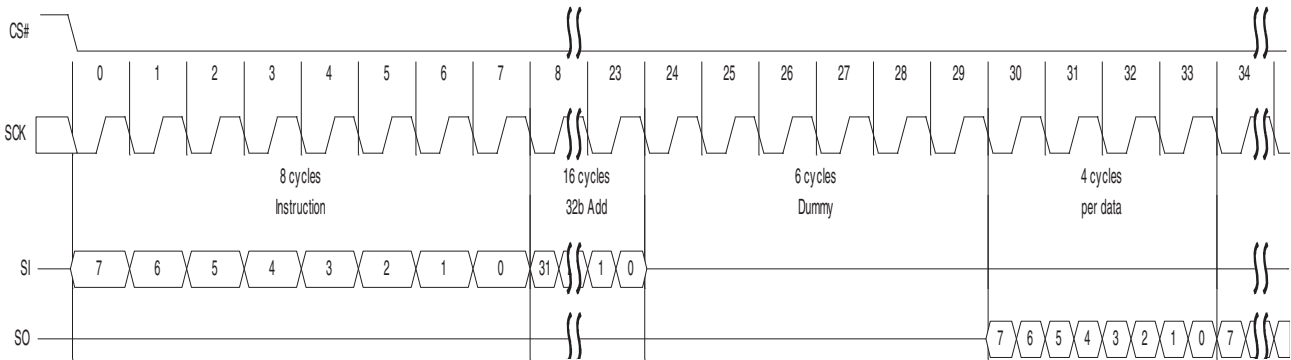 CS#
0 1 2 3 4 5 6 7 8 23 24 25 26 27 28 29 30 31 32 33 34
SCK
8 cycles 16 cycles 6 cycles 4 cycles
Instruction 32b Add Dummy per data
SI 7 6 5 4 3 2 1 0 31 1 0
SO 7 6 5 4 3 2 1 0 7